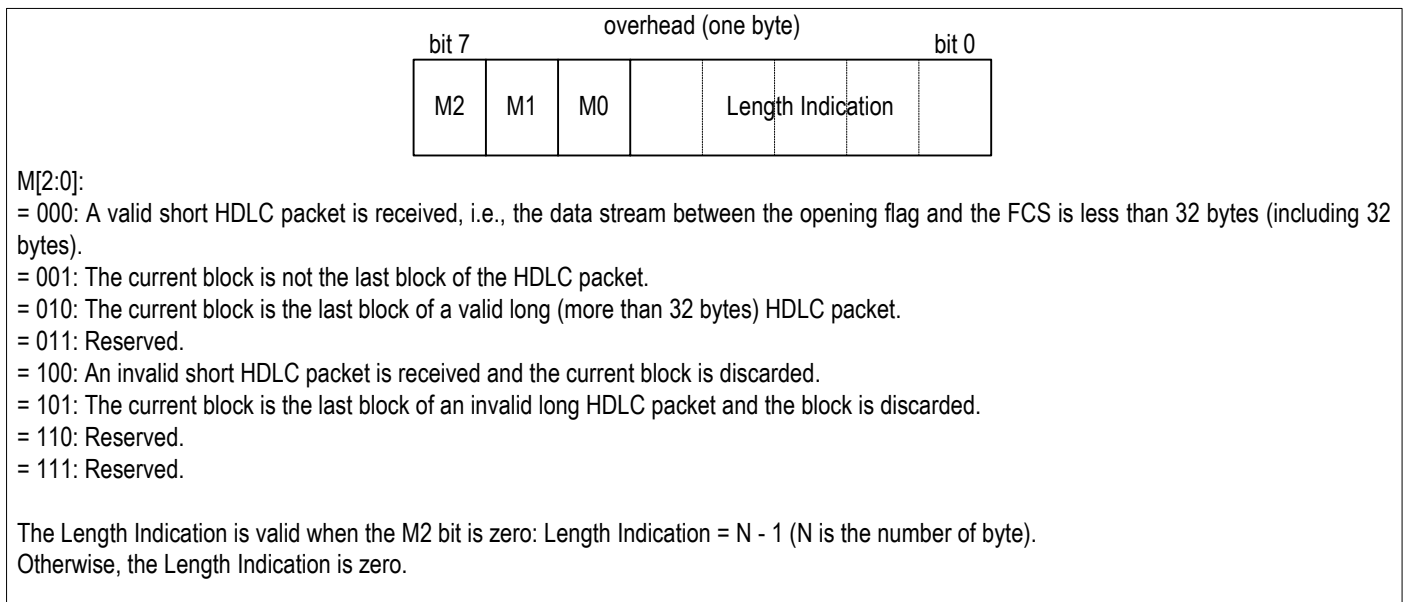 overhead (one byte)
bit 7 bit 0
M2 M1 M0 Length Indication
M[2:0]:
= 000: A valid short HDLC packet is received, i.e., the data stream between the opening flag and the FCS is less than 32 bytes (including 32
bytes).
= 001: The current block is not the last block of the HDLC packet.
= 010: The current block is the last block of a valid long (more than 32 bytes) HDLC packet.
= 011: Reserved.
= 100: An invalid short HDLC packet is received and the current block is discarded.
= 101: The current block is the last block of an invalid long HDLC packet and the block is discarded.
= 110: Reserved.
= 111: Reserved.
The Length Indication is valid when the M2 bit is zero: Length Indication = N - 1 (N is the number of byte).
Otherwise, the Length Indication is zero.